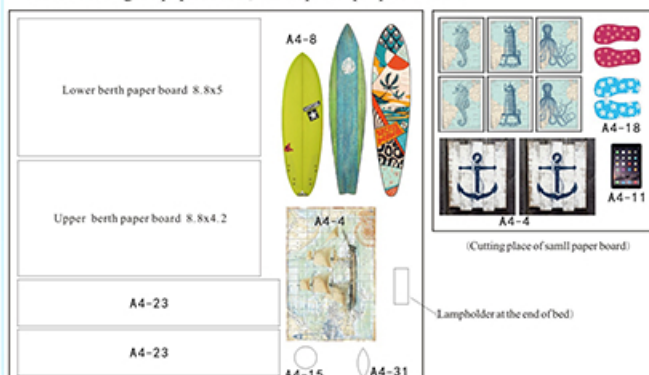 A4-8
Lower berth paper board 8.8x5
A4-18
A4-11
Upper berth paper board 8.8x4.2
A4-4
A4-4
(Cutting place of samll paper board)
A4-23
Lampholder at the end of bed)
A4-23
A4-15
A4-31